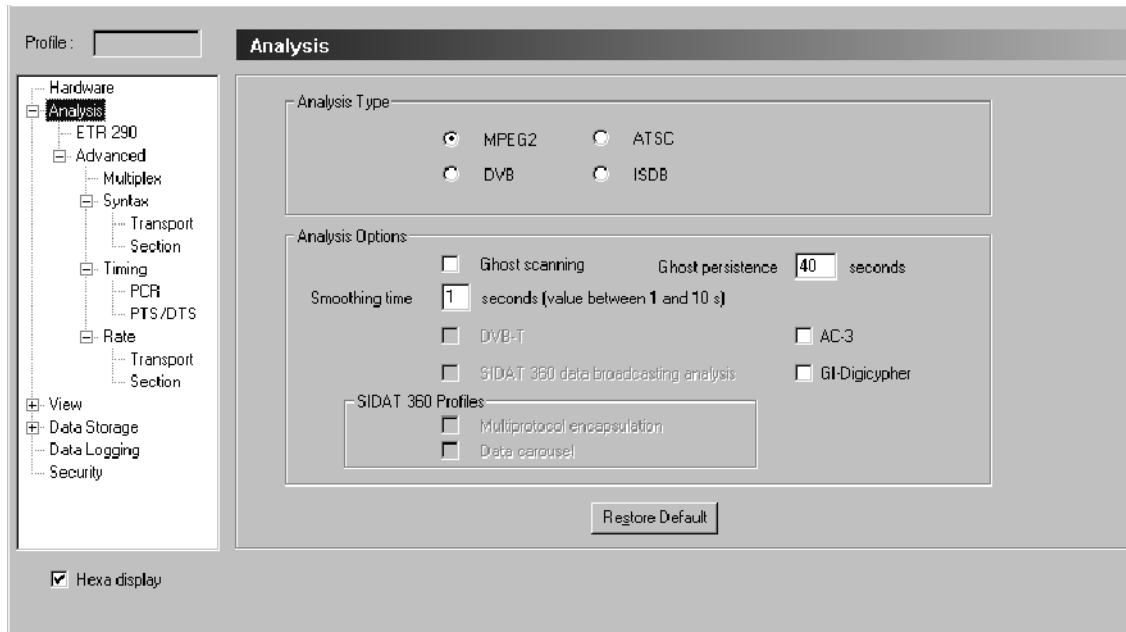 Profile :
Analysis
Hardware
Analysis
ETR 290
Advanced
Multiplex
Syntax
Transport
Section
Timing
PCR
PTS/DTS
Rate
Transport
Section
View
Data Storage
Data Logging
Security
Analysis Type
MPEG2 ATSC
DVB ISDB
Analysis Options
Ghost scanning Ghost persistence 40 seconds
Smoothing time 1 seconds (value between 1 and 10 s)
DVB-T AC-3
SIDAT 360 data broadcasting analysis GI-Digicypher
SIDAT 360 Profiles
Multiprotocol encapsulation
Data carousel
Restore Default
Hexa display